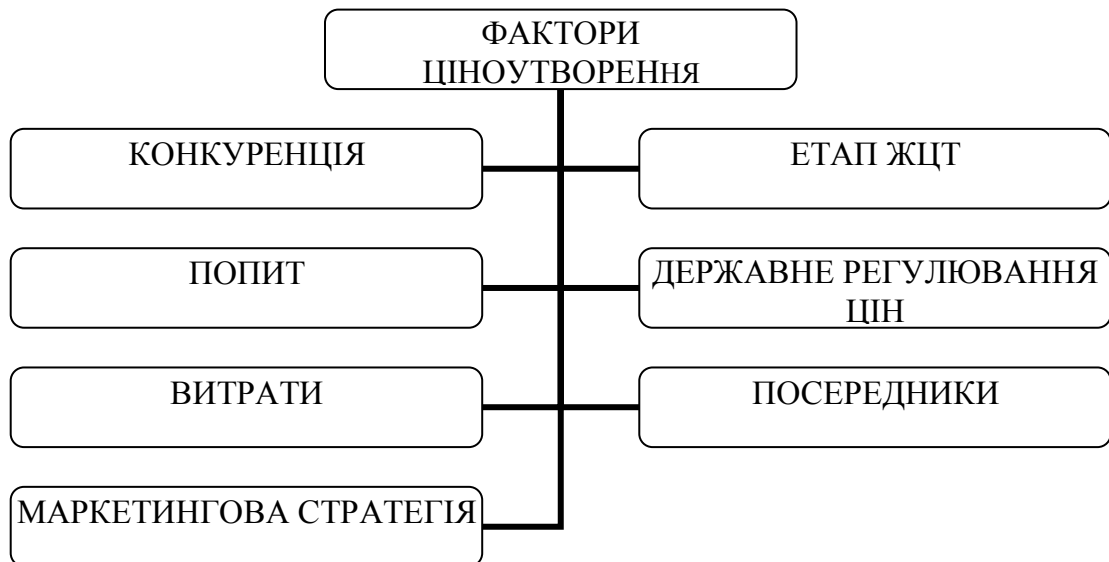 ФАКТОРИ
ЦІНОУТВОРЕНнЯ
КОНКУРЕНЦІЯ
ЕТАП ЖЦТ
ПОПИТ
ДЕРЖАВНЕ РЕГУЛЮВАННЯ
ЦІН
ВИТРАТИ
ПОСЕРЕДНИКИ
МАРКЕТИНГОВА СТРАТЕГІЯ